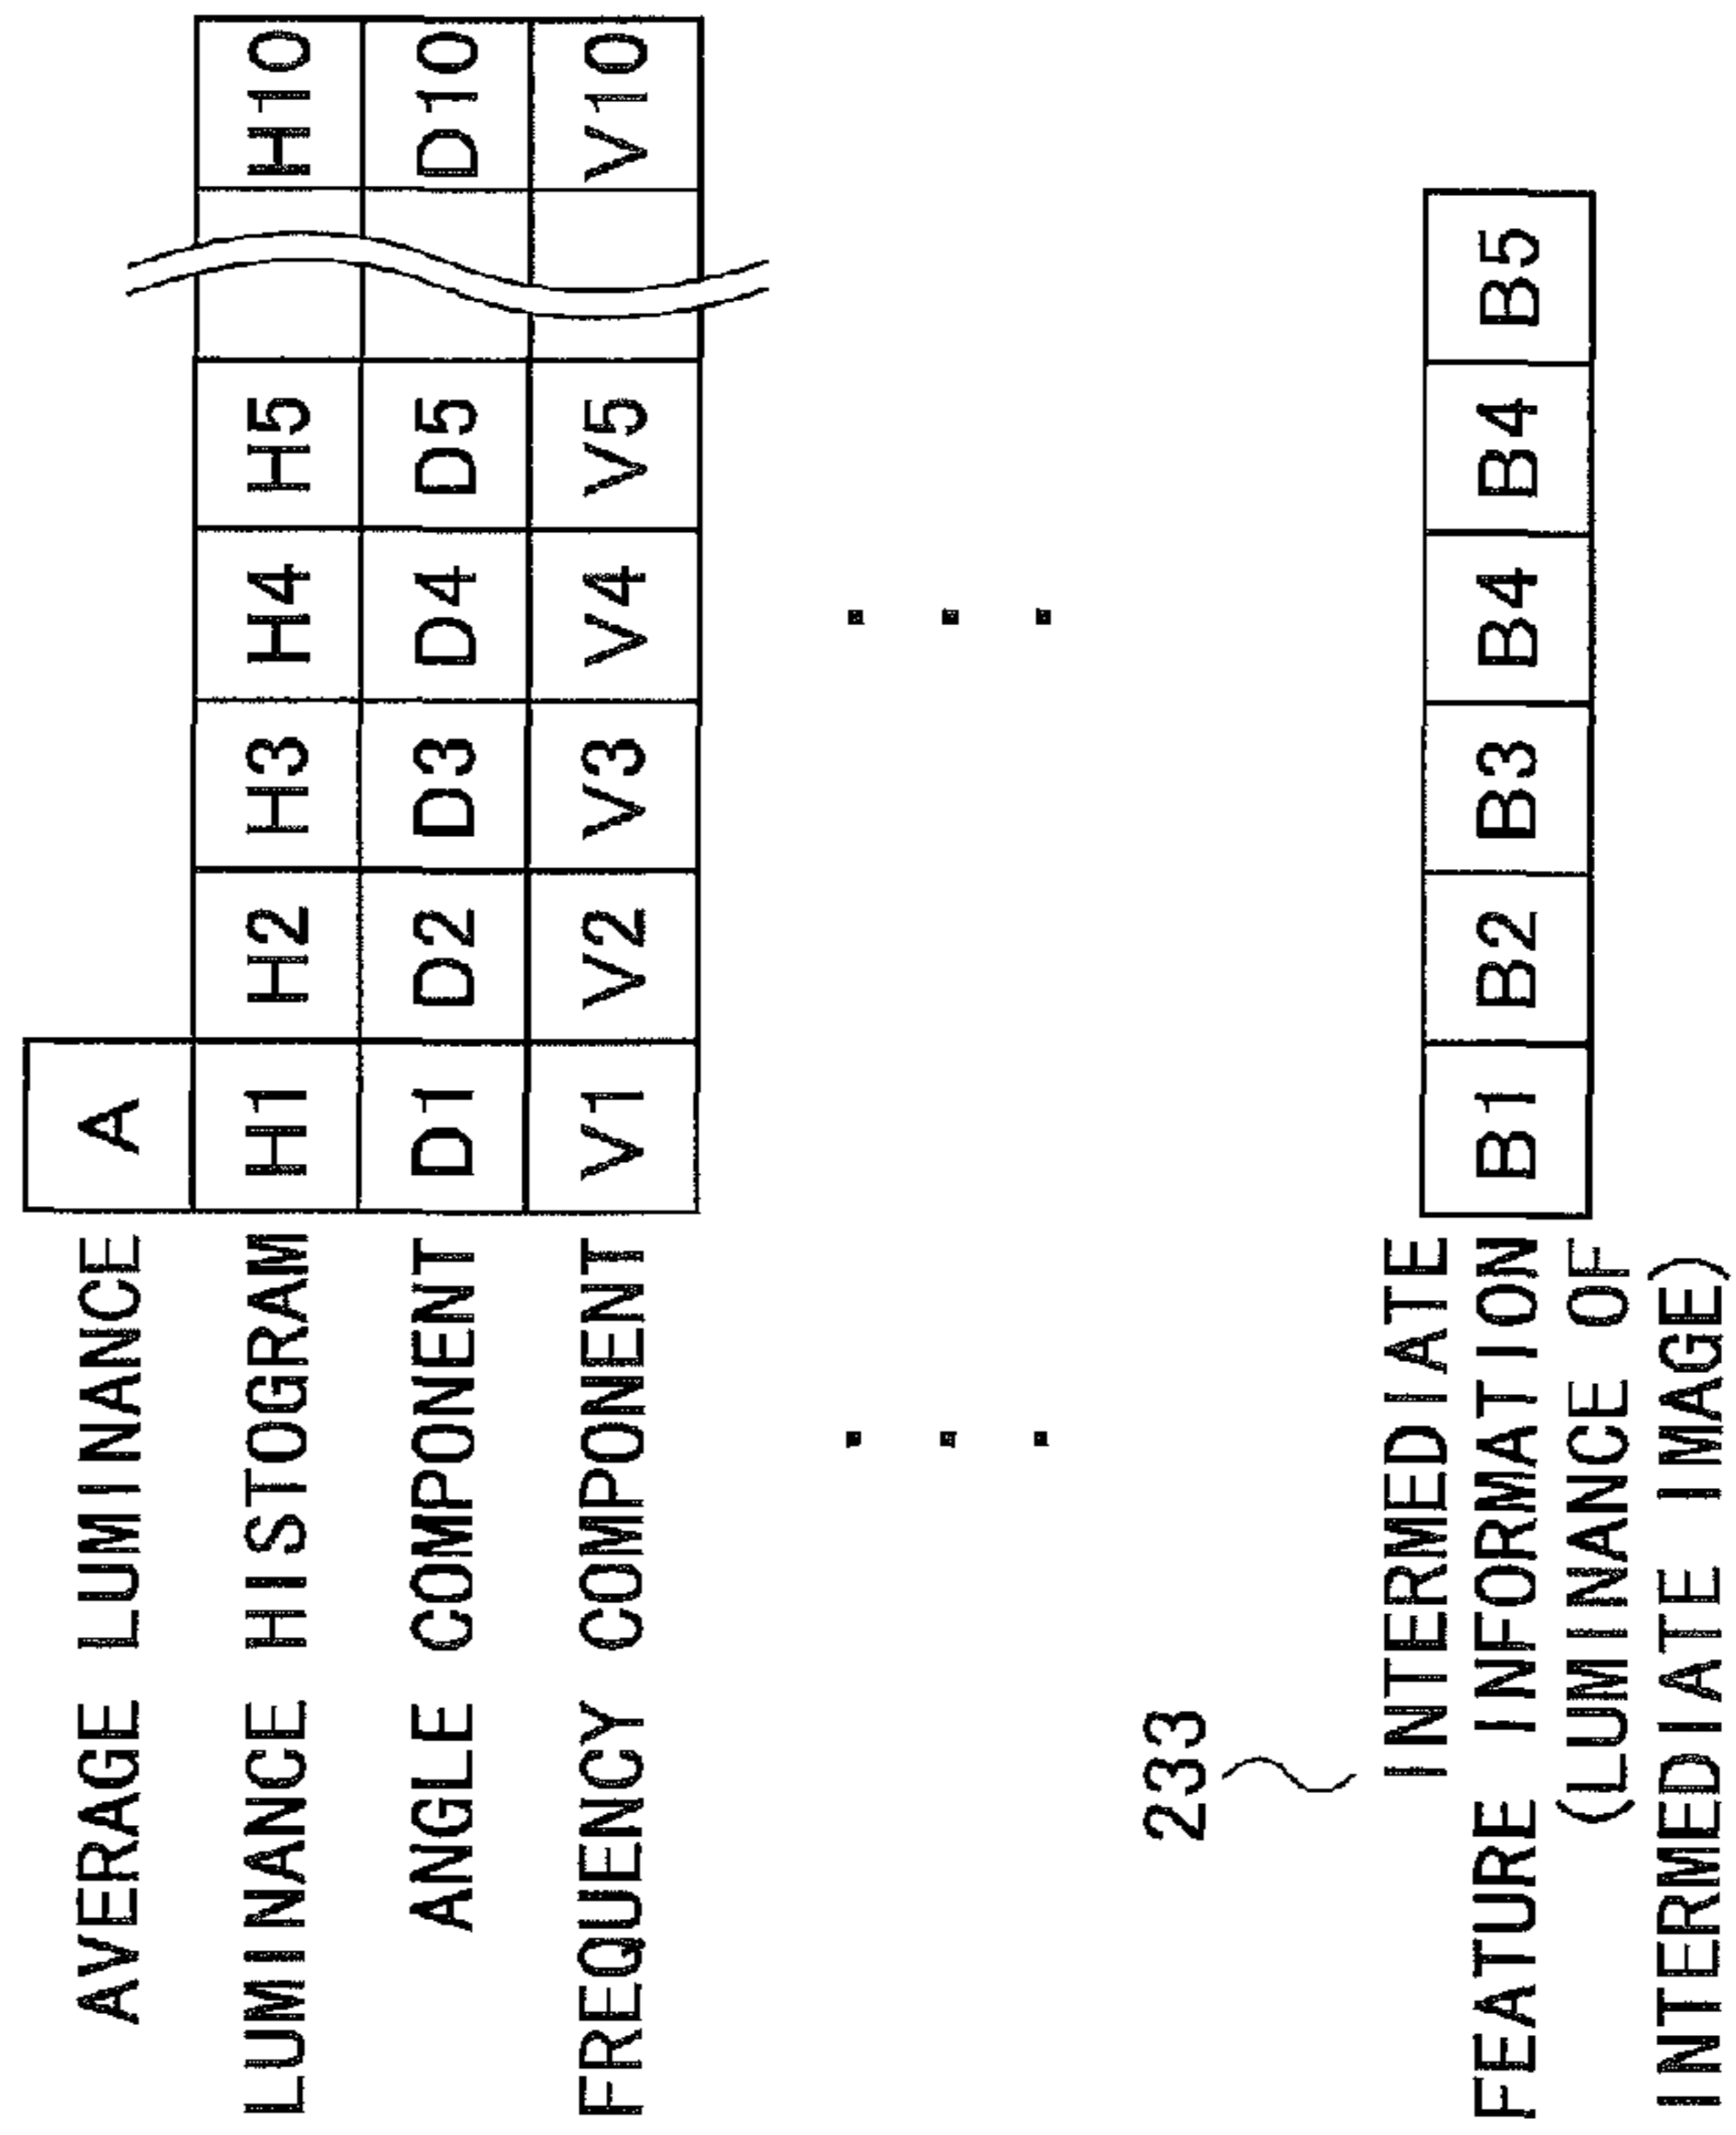 AVERAGE LUMINANCE A
LUMINANCE HISTOGRAM H1 H2 H3 H4 H5 H10
ANGLE COMPONENT D1 D2 D3 D4 D5 D10
FREQUENCY COMPONENT V1 V2 V3 V4 V5 V10
233
INTERMEDIATE
FEATURE INFORMATION B1 B2 B3 B4 B4 B5
(LUMINANCE OF
INTERMEDIATE IMAGE)